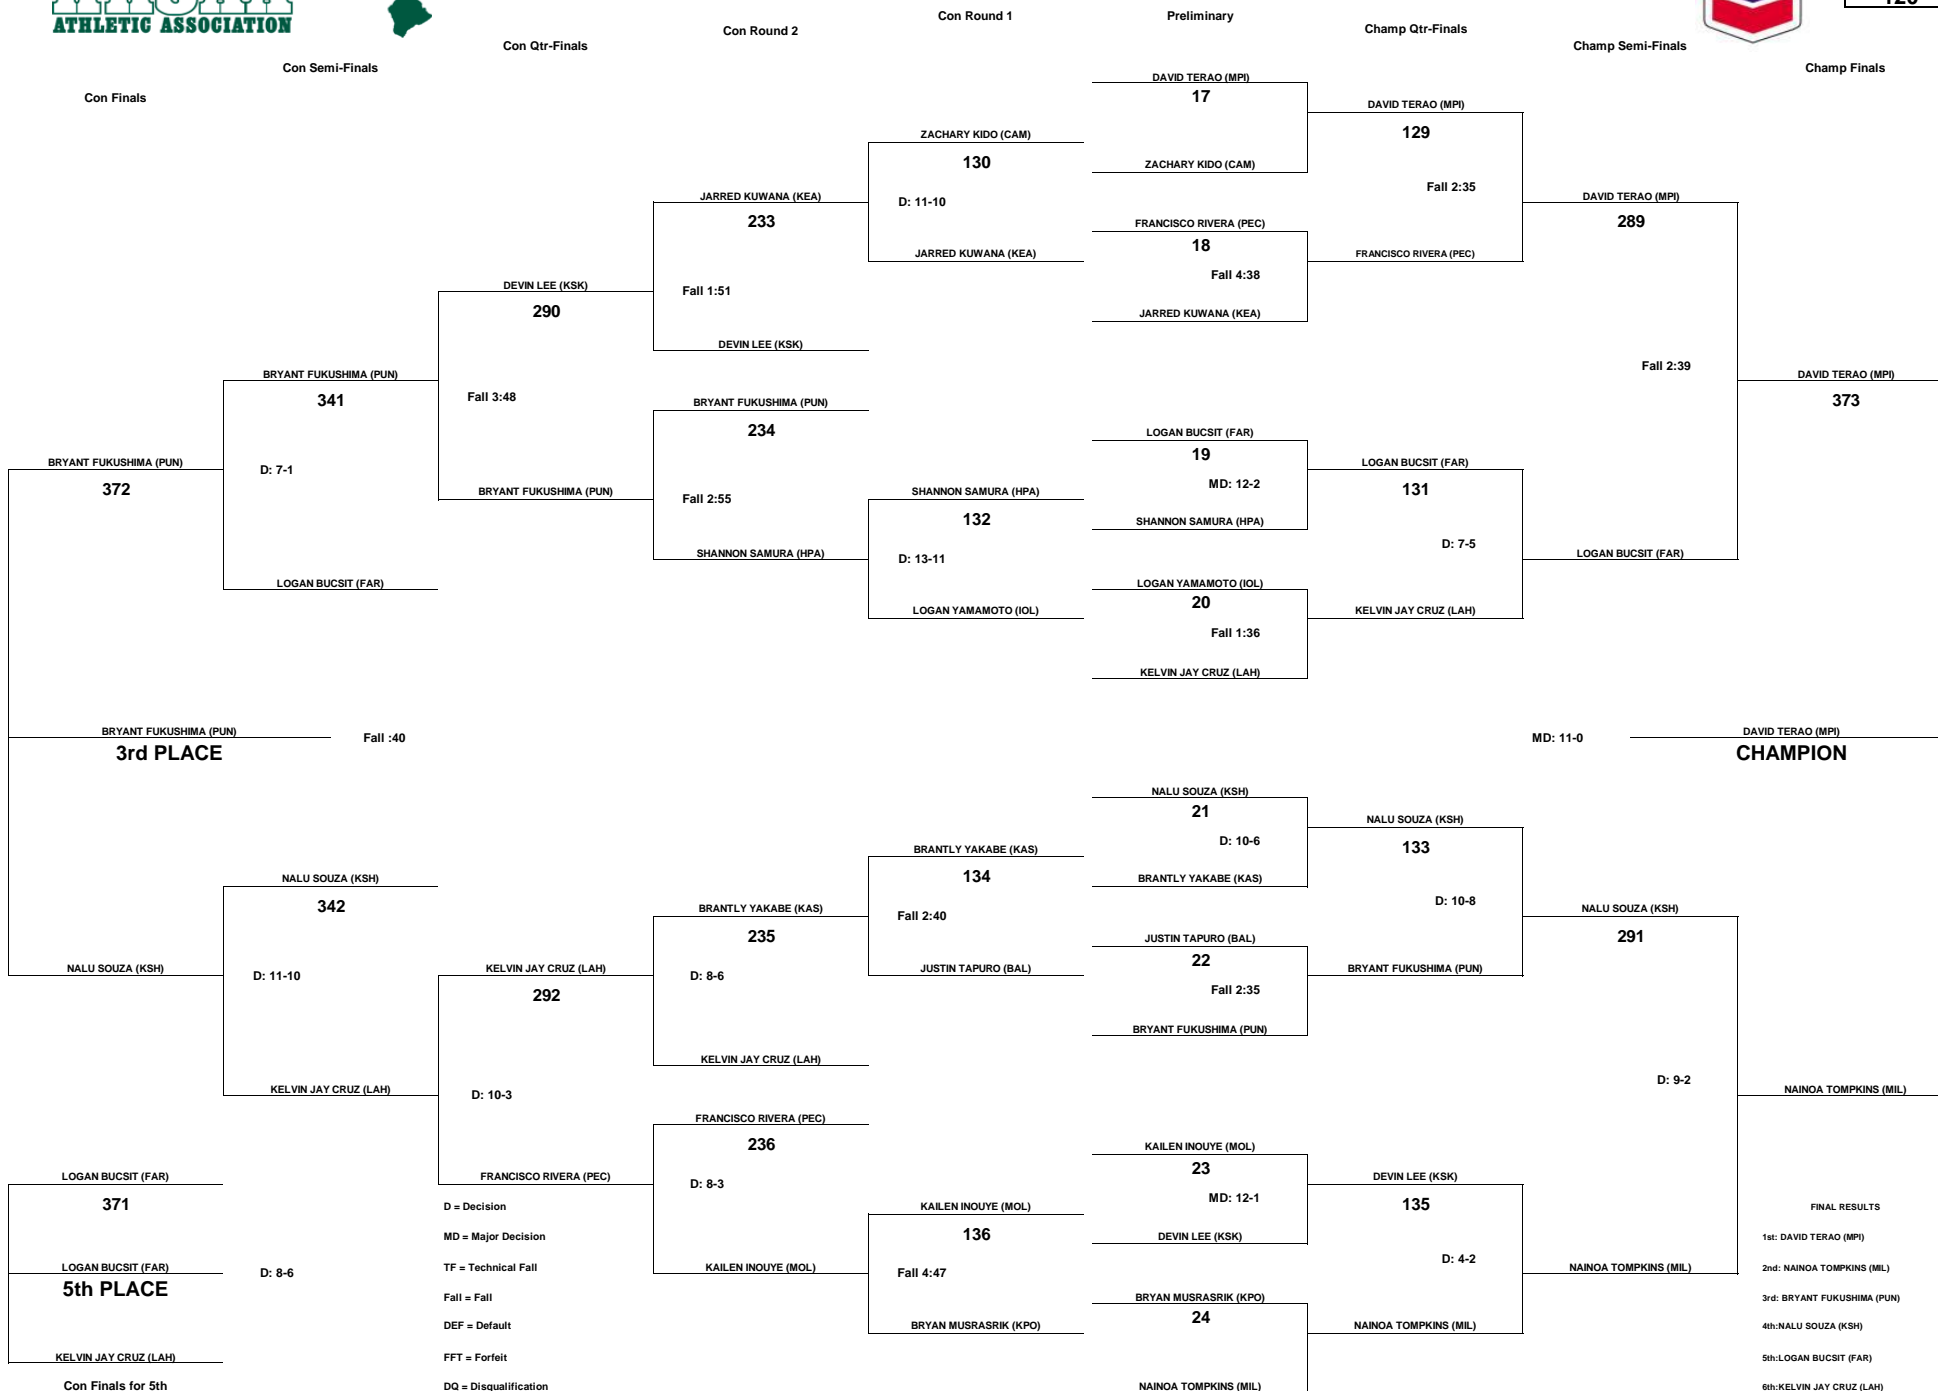 ATHLETIC ASSOCIATION
Con Finals
Con Semi-Finals
Con Qtr-Finals
Con Round 2
Con Round 1
Preliminary
Champ Qtr-Finals
Champ Semi-Finals
Champ Finals
DAVID TERAO (MPI)
17
ZACHARY KIDO (CAM)
FRANCISCO RIVERA (PEC)
18
Fall 4:38
JARRED KUWANA (KEA)
LOGAN BUCSIT (FAR)
19
MD: 12-2
SHANNON SAMURA (HPA)
LOGAN YAMAMOTO (IOL)
20
Fall 1:36
KELVIN JAY CRUZ (LAH)
NALU SOUZA (KSH)
21
D: 10-6
BRANTLY YAKABE (KAS)
JUSTIN TAPURO (BAL)
22
Fall 2:35
BRYANT FUKUSHIMA (PUN)
KAILEN INOUYE (MOL)
23
MD: 12-1
DEVIN LEE (KSK)
BRYAN MUSRASRIK (KPO)
24
NAINOA TOMPKINS (MIL)
DAVID TERAO (MPI)
129
Fall 2:35
FRANCISCO RIVERA (PEC)
LOGAN BUCSIT (FAR)
131
D: 7-5
KELVIN JAY CRUZ (LAH)
NALU SOUZA (KSH)
133
D: 10-8
BRYANT FUKUSHIMA (PUN)
DEVIN LEE (KSK)
135
D: 4-2
NAINOA TOMPKINS (MIL)
DAVID TERAO (MPI)
289
Fall 2:39
LOGAN BUCSIT (FAR)
NALU SOUZA (KSH)
291
D: 9-2
NAINOA TOMPKINS (MIL)
DAVID TERAO (MPI)
373
NAINOA TOMPKINS (MIL)
MD: 11-0
DAVID TERAO (MPI)
CHAMPION
ZACHARY KIDO (CAM)
130
D: 11-10
JARRED KUWANA (KEA)
SHANNON SAMURA (HPA)
132
D: 13-11
LOGAN YAMAMOTO (IOL)
BRANTLY YAKABE (KAS)
134
Fall 2:40
JUSTIN TAPURO (BAL)
KAILEN INOUYE (MOL)
136
Fall 4:47
BRYAN MUSRASRIK (KPO)
JARRED KUWANA (KEA)
233
Fall 1:51
DEVIN LEE (KSK)
BRYANT FUKUSHIMA (PUN)
234
Fall 2:55
SHANNON SAMURA (HPA)
BRANTLY YAKABE (KAS)
235
D: 8-6
KELVIN JAY CRUZ (LAH)
FRANCISCO RIVERA (PEC)
236
D: 8-3
KAILEN INOUYE (MOL)
DEVIN LEE (KSK)
290
Fall 3:48
BRYANT FUKUSHIMA (PUN)
KELVIN JAY CRUZ (LAH)
292
D: 10-3
FRANCISCO RIVERA (PEC)
BRYANT FUKUSHIMA (PUN)
341
D: 7-1
LOGAN BUCSIT (FAR)
NALU SOUZA (KSH)
342
D: 11-10
KELVIN JAY CRUZ (LAH)
BRYANT FUKUSHIMA (PUN)
372
NALU SOUZA (KSH)
BRYANT FUKUSHIMA (PUN)
3rd PLACE
Fall :40
LOGAN BUCSIT (FAR)
371
LOGAN BUCSIT (FAR)
5th PLACE
D: 8-6
KELVIN JAY CRUZ (LAH)
Con Finals for 5th
D = Decision
MD = Major Decision
TF = Technical Fall
Fall = Fall
DEF = Default
FFT = Forfeit
DQ = Disqualification
FINAL RESULTS
1st: DAVID TERAO (MPI)
2nd: NAINOA TOMPKINS (MIL)
3rd: BRYANT FUKUSHIMA (PUN)
4th:NALU SOUZA (KSH)
5th:LOGAN BUCSIT (FAR)
6th:KELVIN JAY CRUZ (LAH)